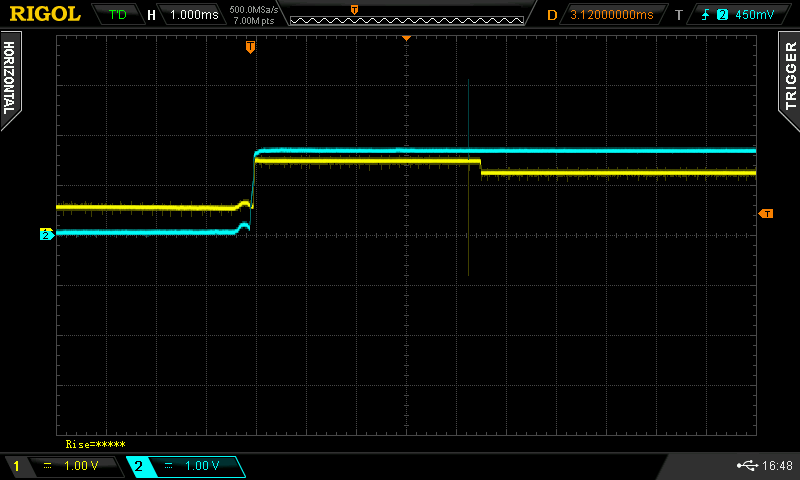 RIGOL T'D H 1.000ms 500.0MSa/s 7.00M pts D 3.12000000ms T 2 450mV
T
T
HORIZONTAL
TRIGGER
T
2
Rise=*****
1 1.00 V 2 1.00 V 16:48